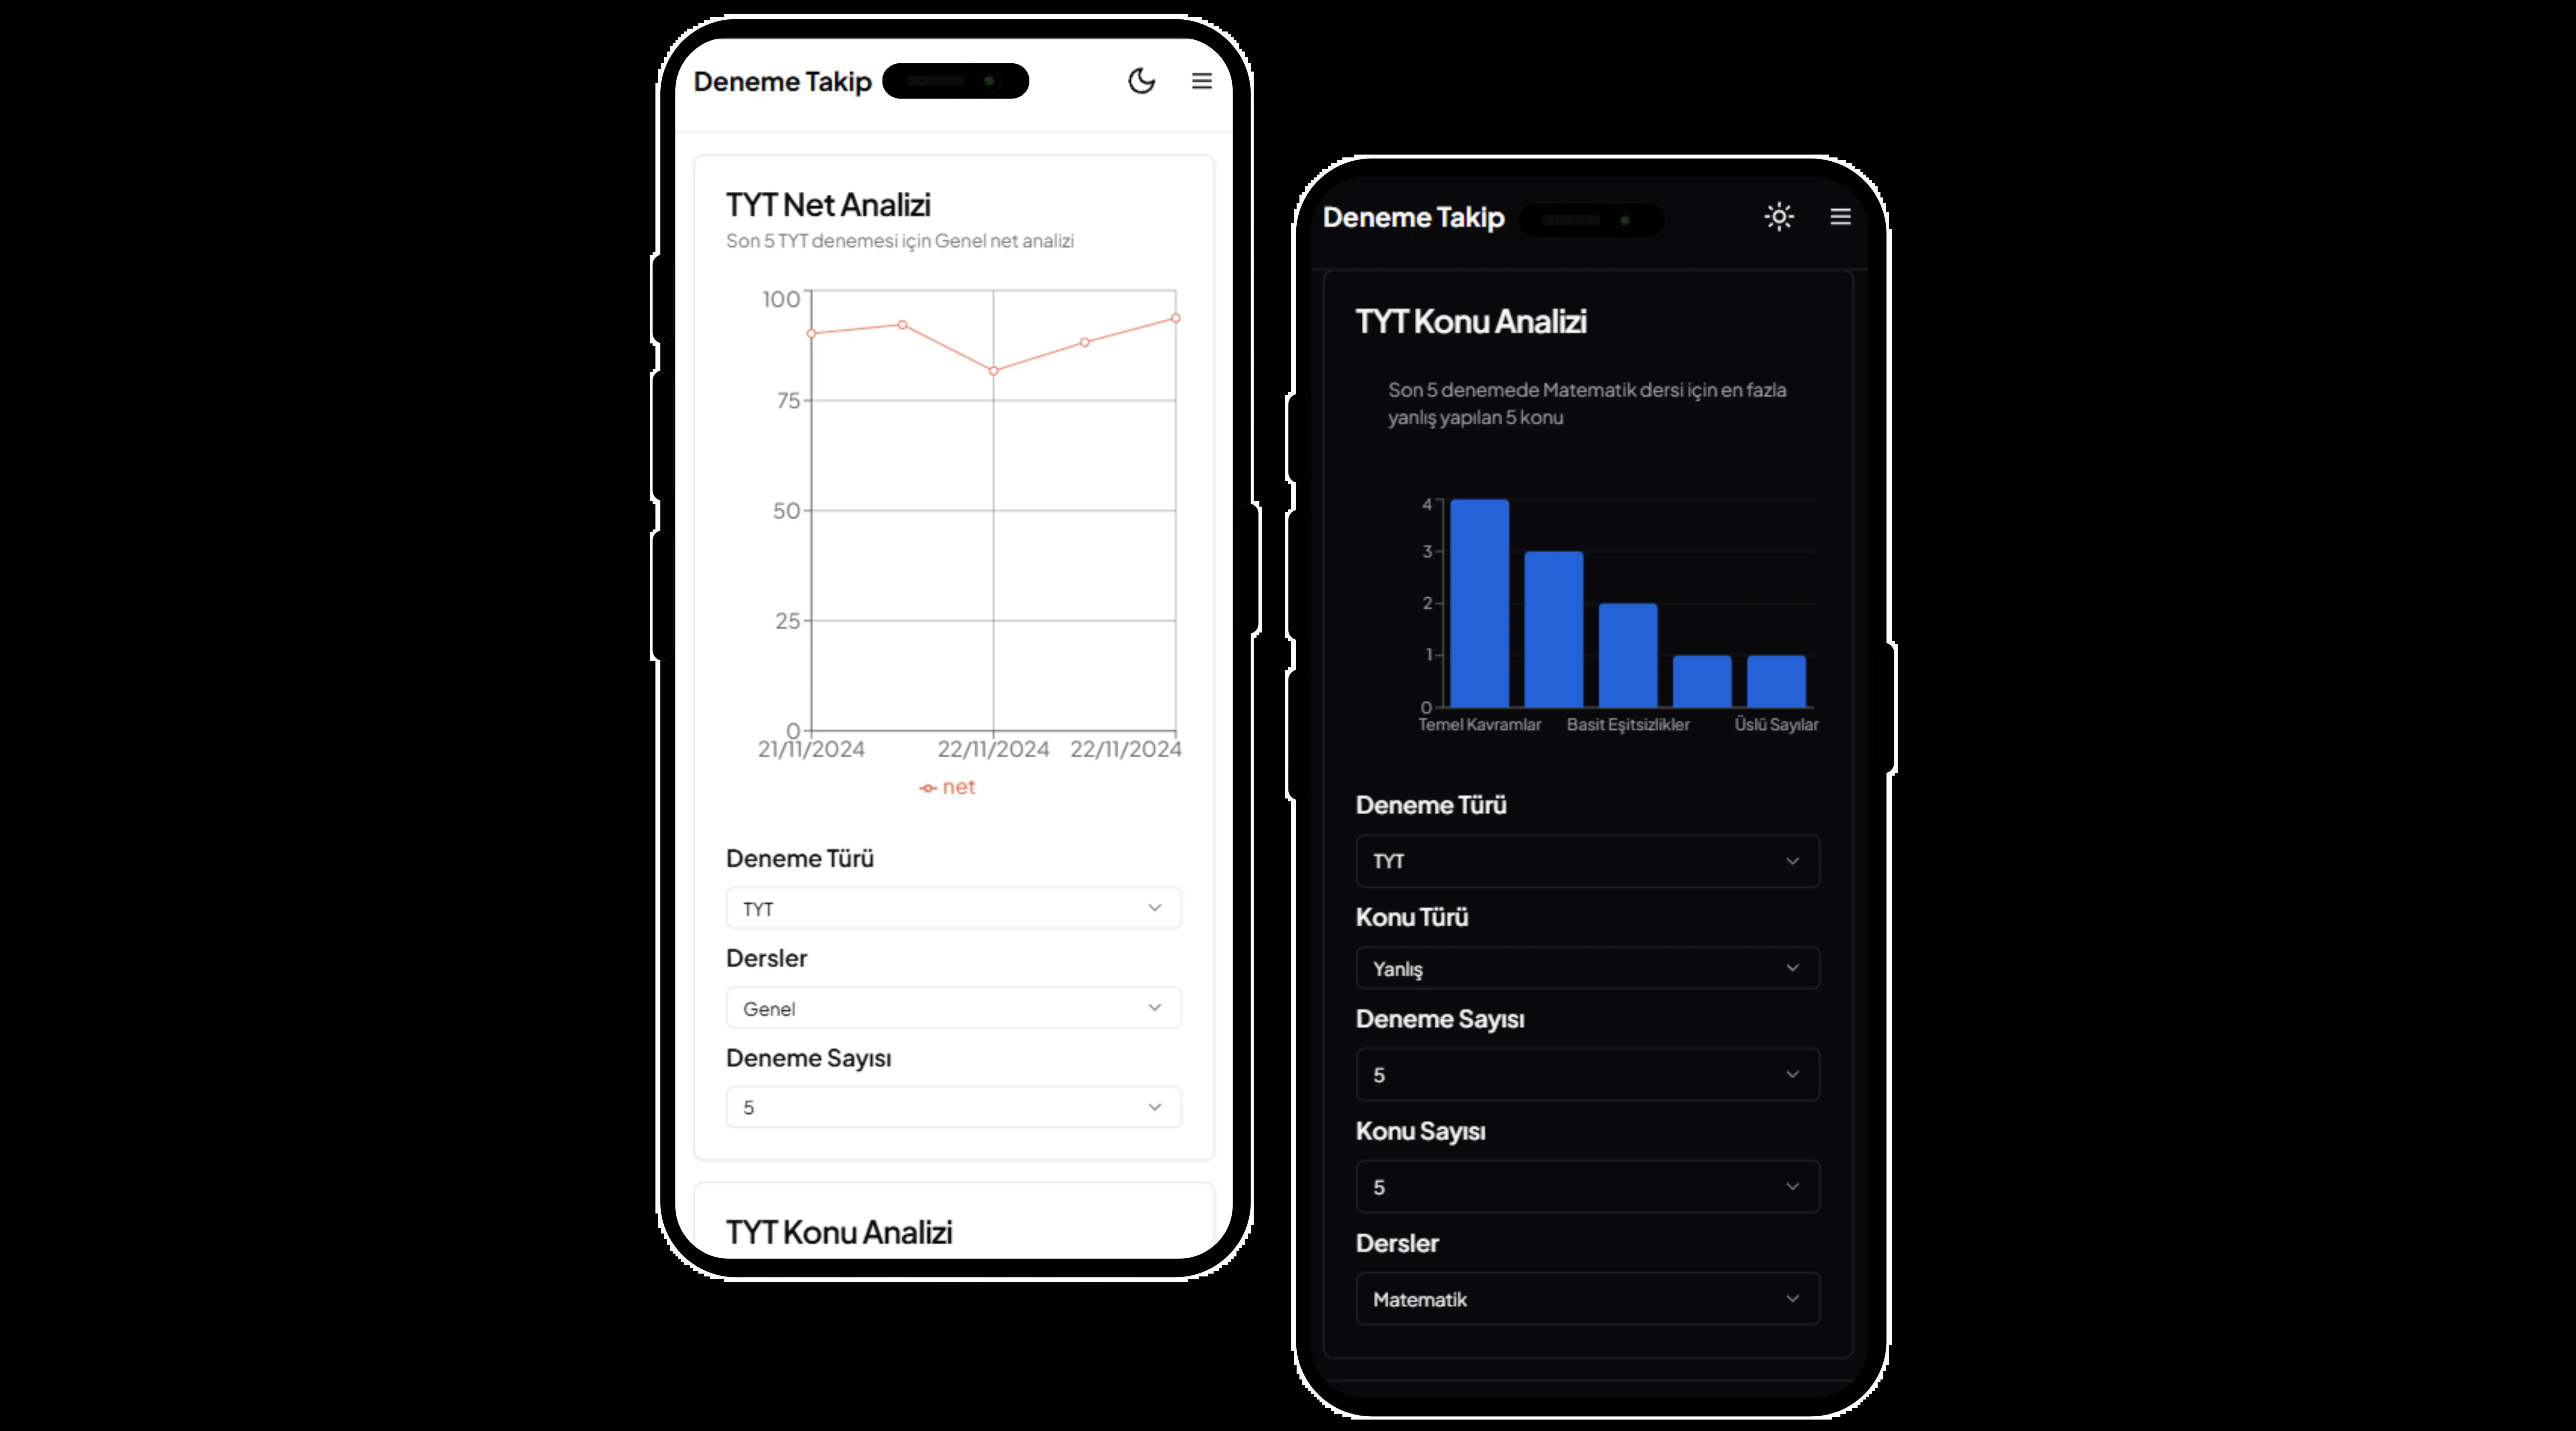 Deneme Takip
TYT Net Analizi
Son 5 TYT denemesi için Genel net analizi
100
75
50
25
0
21/11/2024 22/11/2024 22/11/2024
net
Deneme Türü
TYT
Dersler
Genel
Deneme Sayısı
5
TYT Konu Analizi
Deneme Takip
TYT Konu Analizi
Son 5 denemede Matematik dersi için en fazla
yanlış yapılan 5 konu
4
3
2
1
0
Temel Kavramlar Basit Eşitsizlikler Üslü Sayılar
Deneme Türü
TYT
Konu Türü
Yanlış
Deneme Sayısı
5
Konu Sayısı
5
Dersler
Matematik